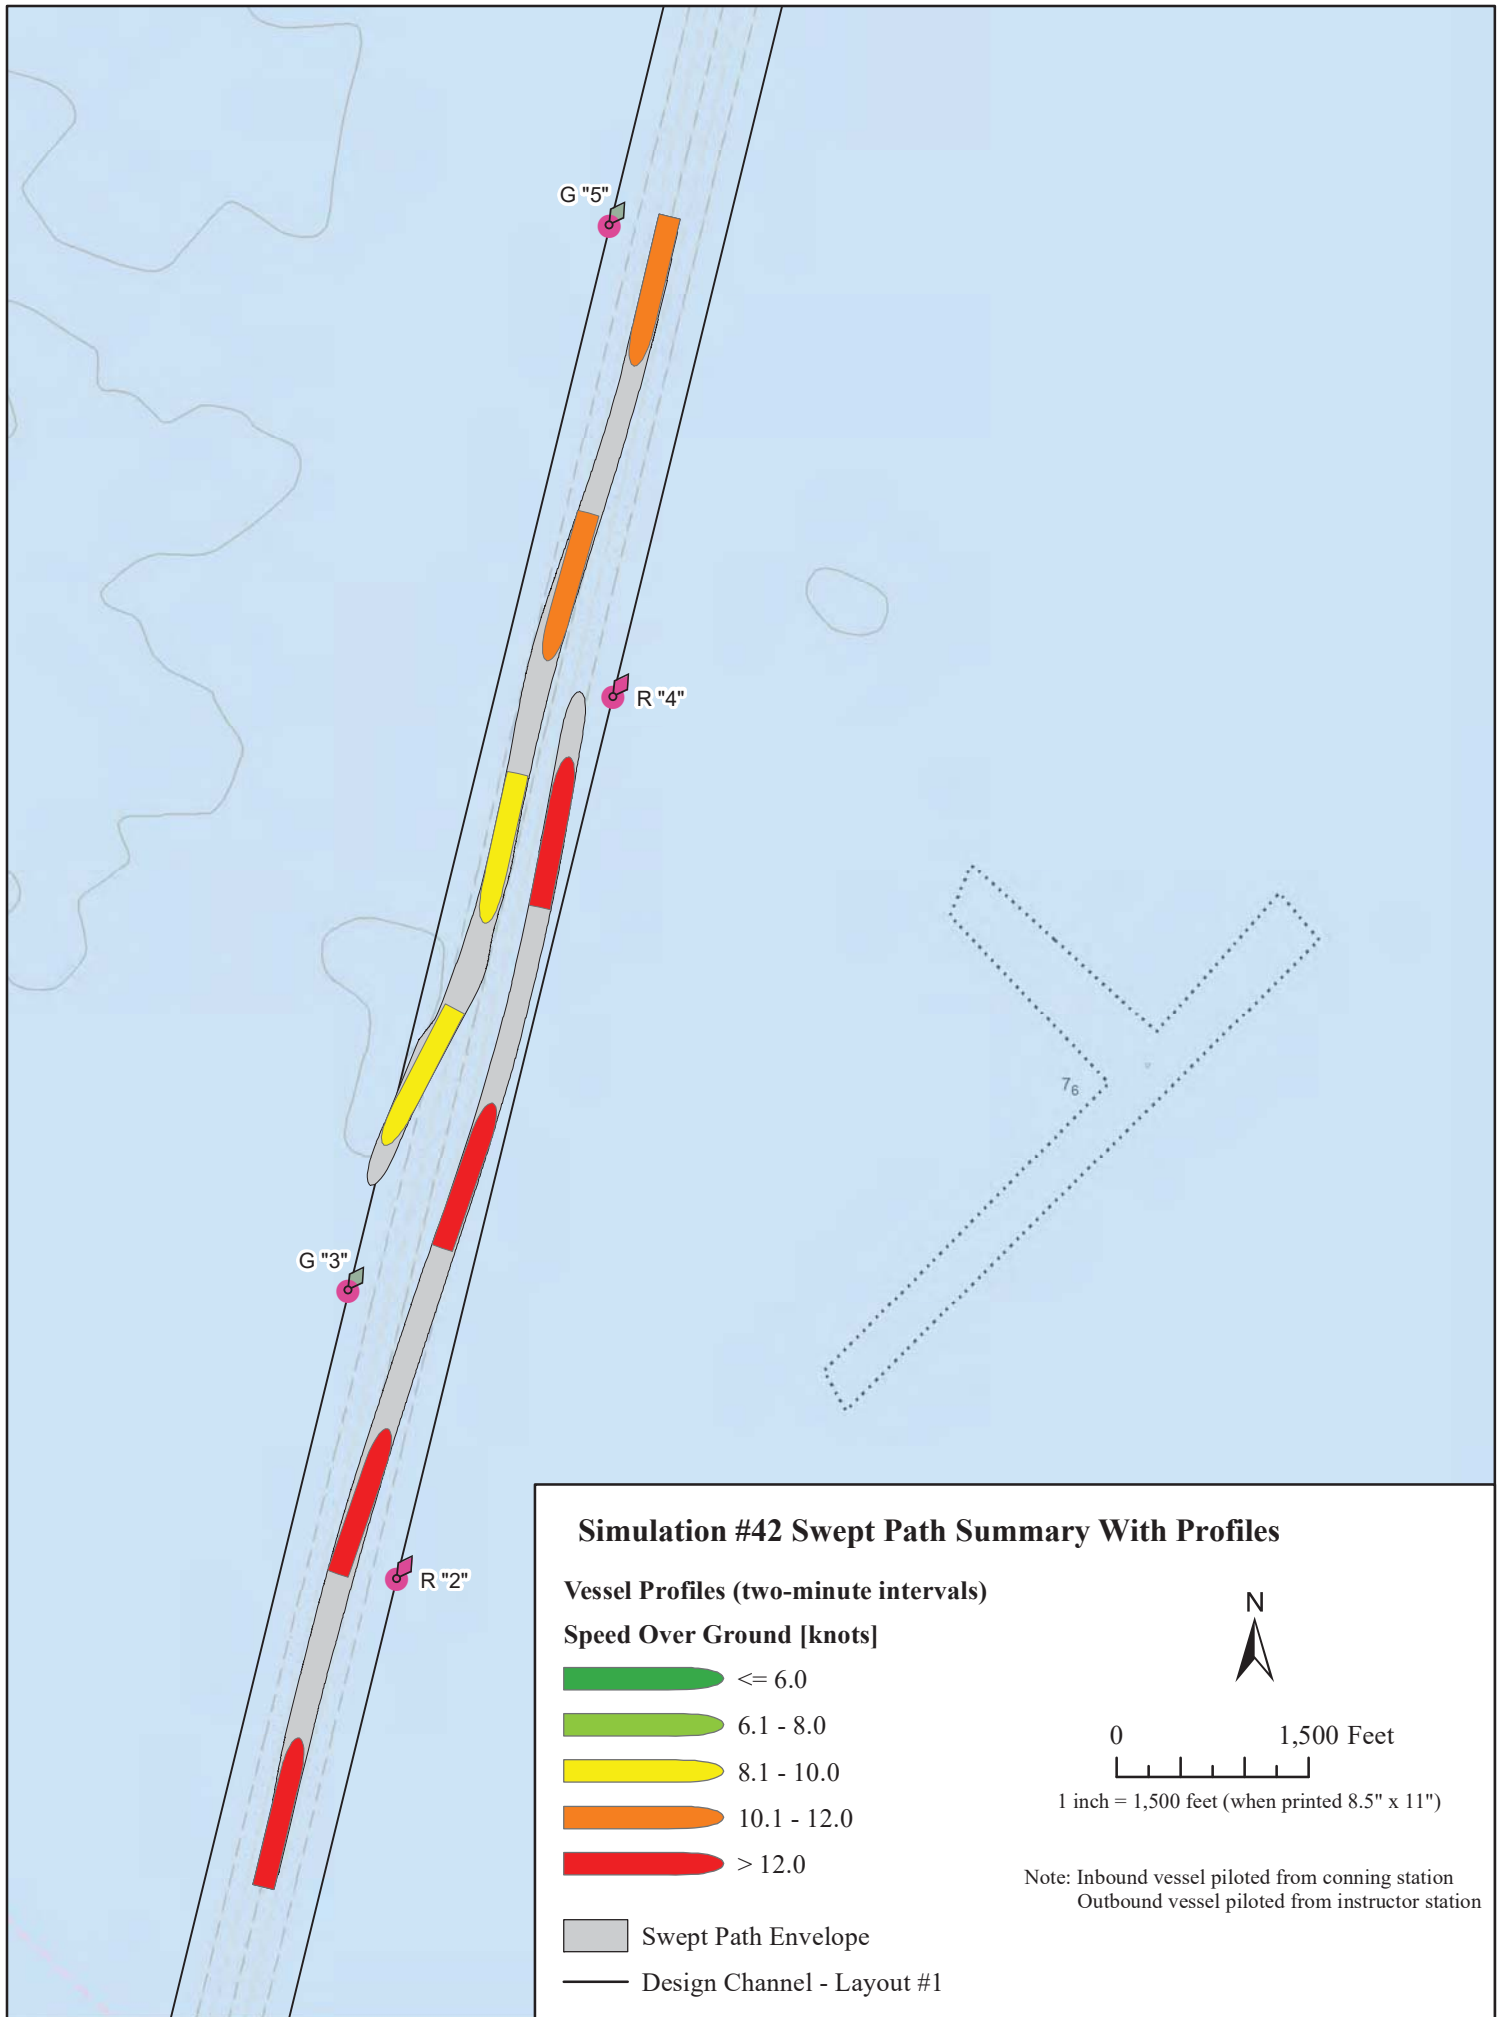 G "5"
R "4"
7₆
G "3"
R "2"
Simulation #42 Swept Path Summary With Profiles
Vessel Profiles (two-minute intervals)
Speed Over Ground [knots]
<= 6.0
6.1 - 8.0
8.1 - 10.0
10.1 - 12.0
> 12.0
Swept Path Envelope
Design Channel - Layout #1
N
0 1,500 Feet
1 inch = 1,500 feet (when printed 8.5" x 11")
Note: Inbound vessel piloted from conning station
Outbound vessel piloted from instructor station